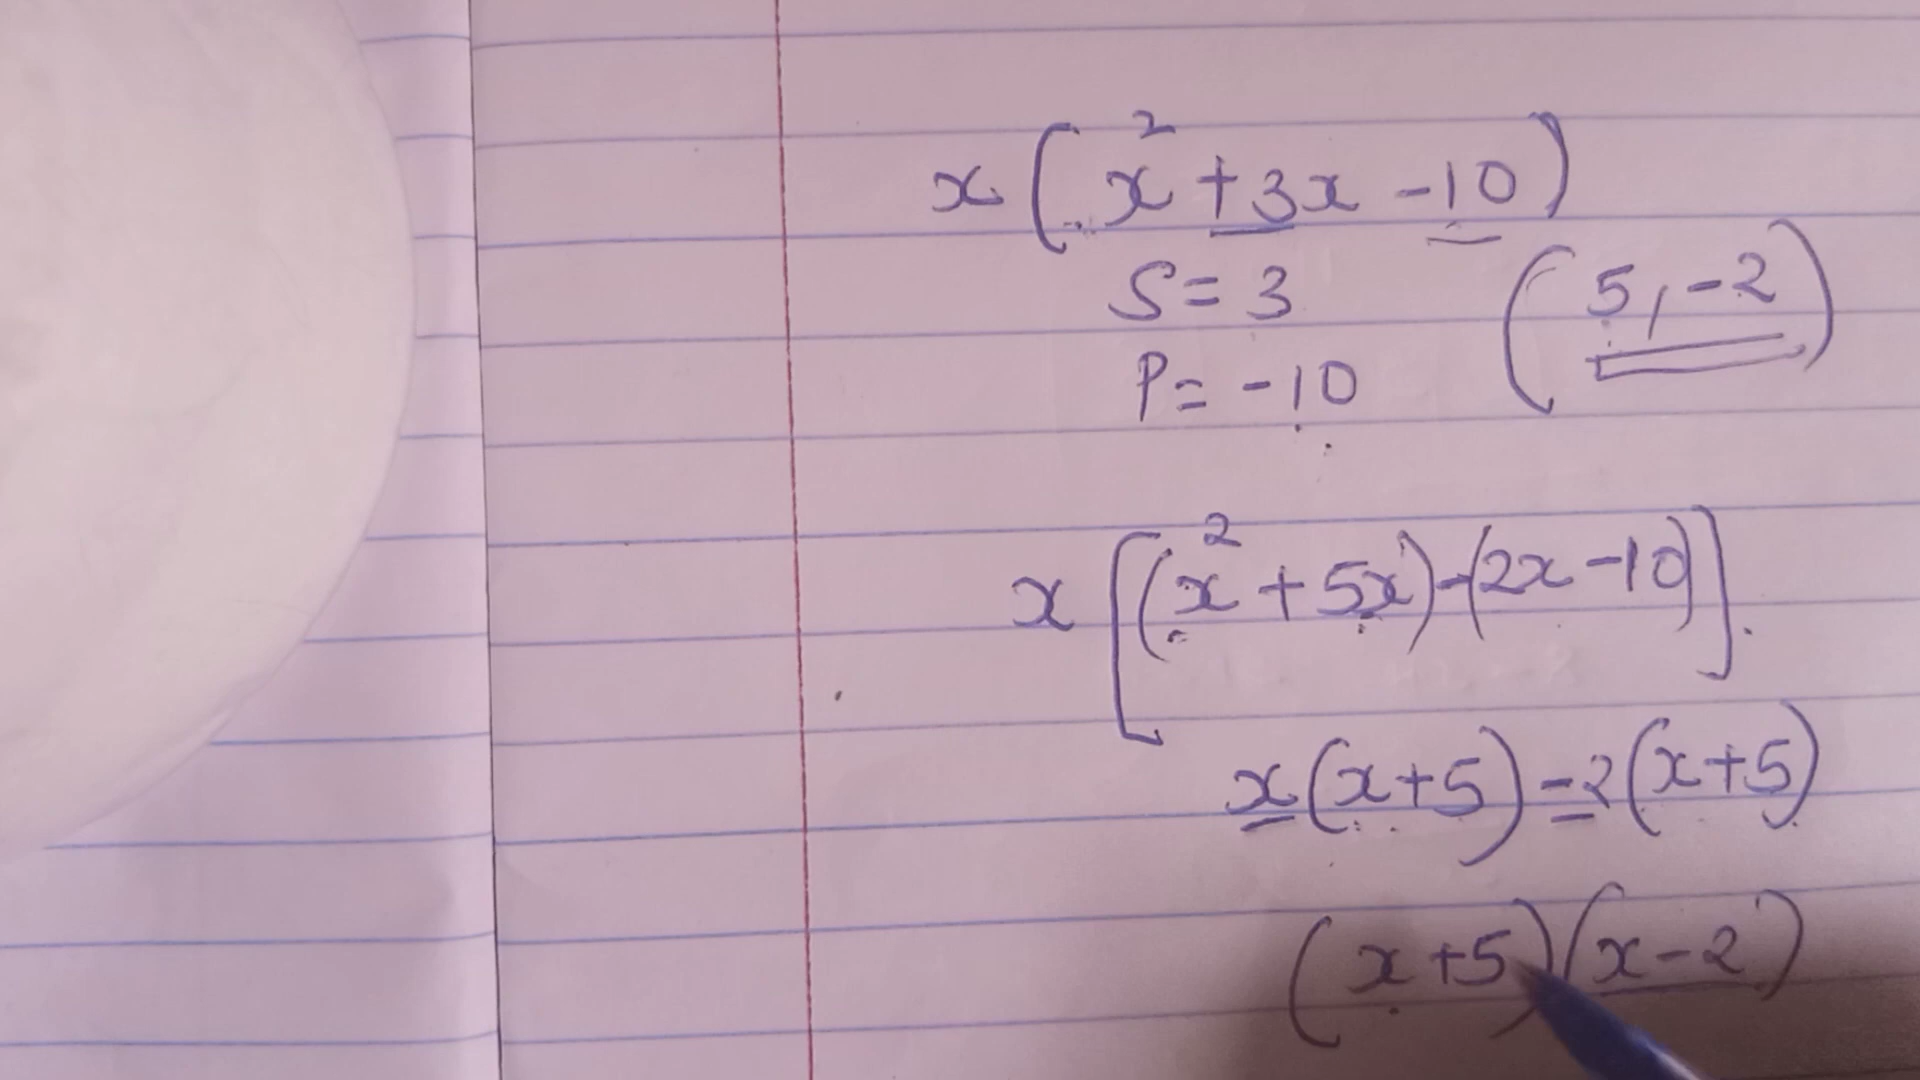 x(x² + 3x - 10)
S = 3
(5, -2)
P = -10
x[(x² + 5x) - (2x - 10)].
x(x+5) - 2(x+5)
(x+5)(x-2)